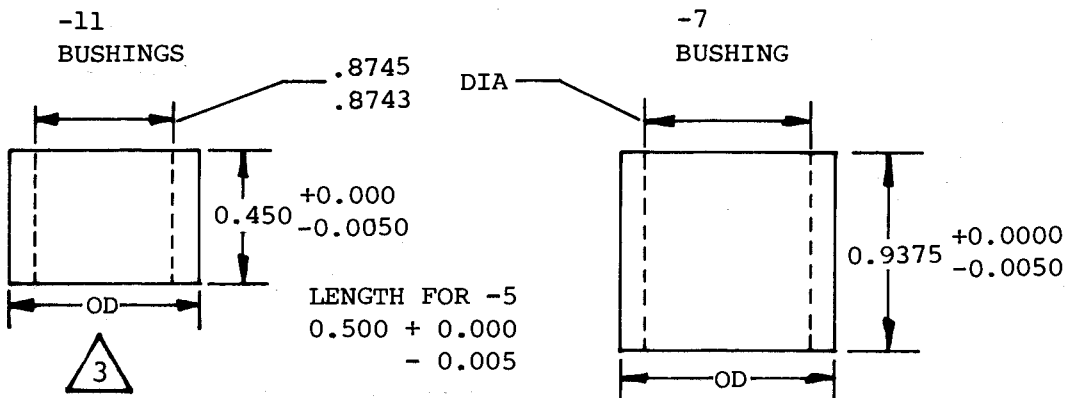 -11
BUSHINGS
.8745
.8743
0.450 +0.000
-0.0050
OD
3
LENGTH FOR -5
0.500 + 0.000
- 0.005
-7
BUSHING
DIA
0.9375 +0.0000
-0.0050
OD